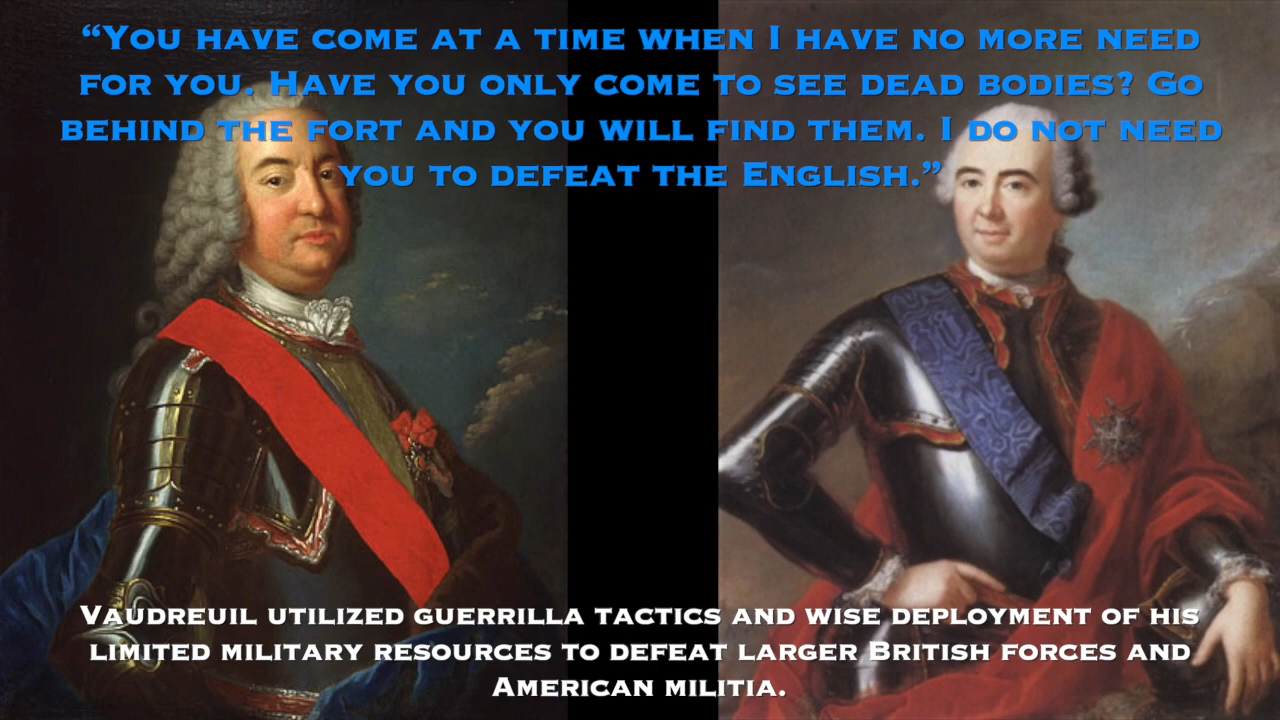 “You have come at a time when I have no more need
for you. Have you only come to see dead bodies? Go
behind the fort and you will find them. I do not need
you to defeat the English.”
Vaudreuil utilized guerrilla tactics and wise deployment of his
limited military resources to defeat larger British forces and
American militia.